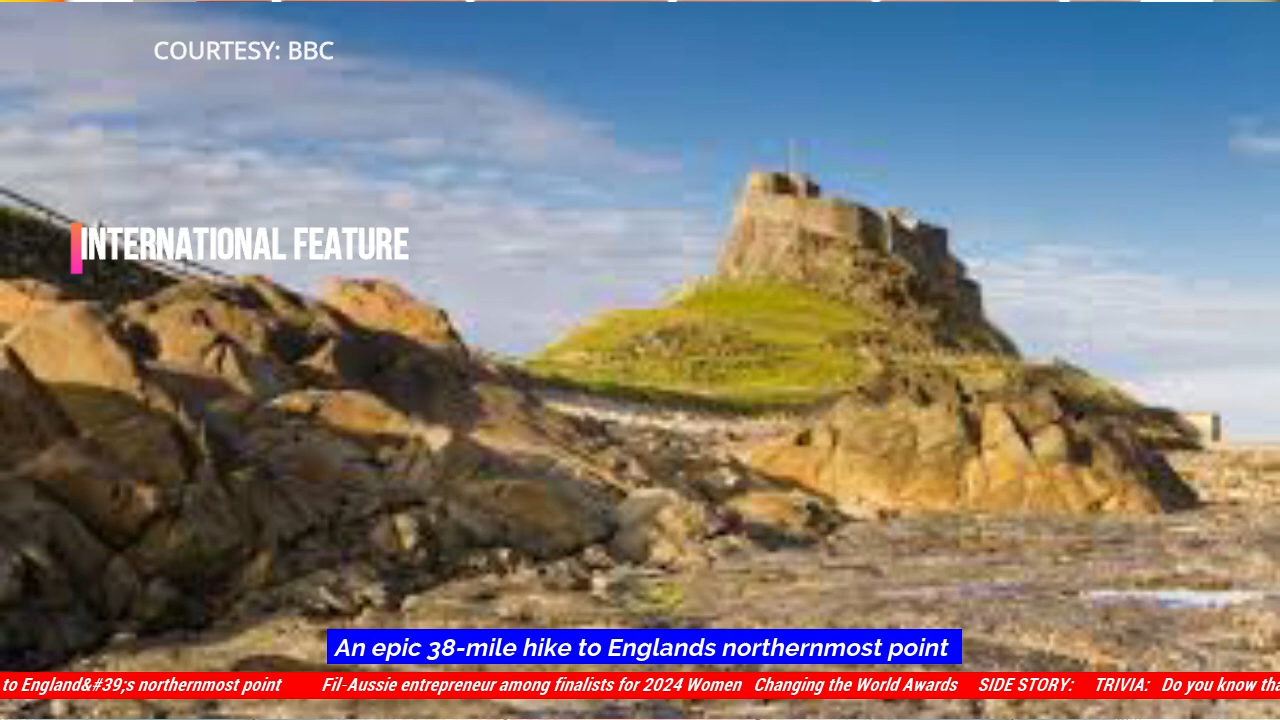 COURTESY: BBC
INTERNATIONAL FEATURE
An epic 38-mile hike to Englands northernmost point
to England&#39;s northernmost point Fil-Aussie entrepreneur among finalists for 2024 Women Changing the World Awards SIDE STORY: TRIVIA: Do you know tha